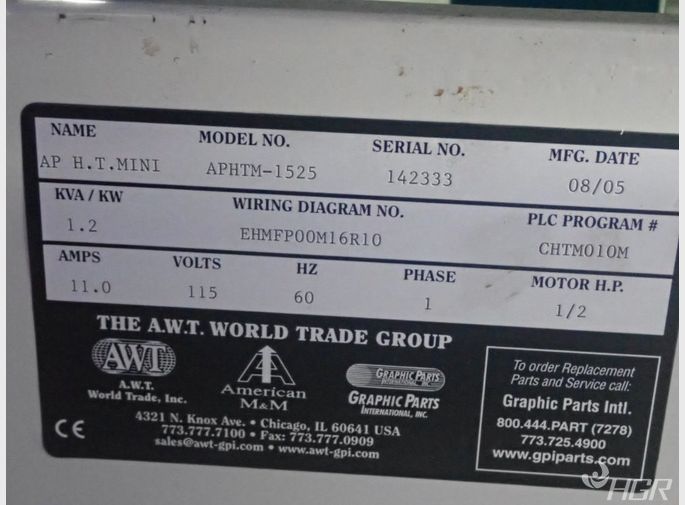 NAME MODEL NO. SERIAL NO. MFG. DATE
AP H.T.MINI APHTM-1525 142333 08/05
KVA / KW WIRING DIAGRAM NO. PLC PROGRAM #
1.2 EHMFP00M16R10 CHTM010M
AMPS VOLTS HZ PHASE MOTOR H.P.
11.0 115 60 1 1/2
THE A.W.T. WORLD TRADE GROUP
AWT
A.W.T.
World Trade, Inc.
American
M&M
GRAPHIC PARTS
INTERNATIONAL, INC.
GRAPHIC PARTS
INTERNATIONAL, INC.
4321 N. Knox Ave. • Chicago, IL 60641 USA
773.777.7100 • Fax: 773.777.0909
sales@awt-gpi.com • www.awt-gpi.com
CE
To order Replacement
Parts and Service call:
Graphic Parts Intl.
800.444.PART (7278)
773.725.4900
www.gpiparts.com
HGR